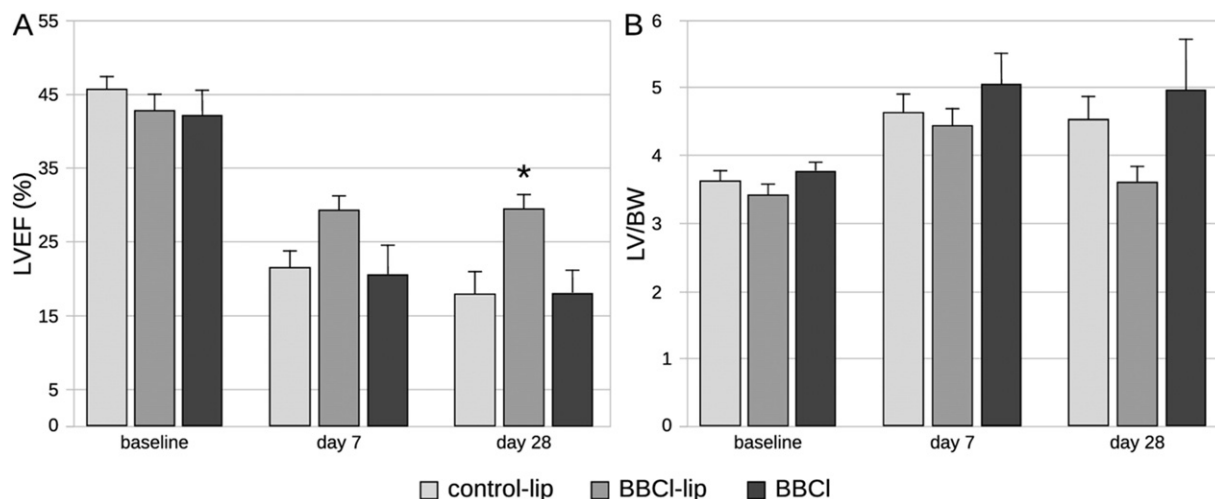 A
B
LVEF (%)
55
45
35
25
15
5
0
*
baseline
day 7
day 28
LV/BW
6
5
4
3
2
1
0
baseline
day 7
day 28
control-lip
BBCl-lip
BBCl